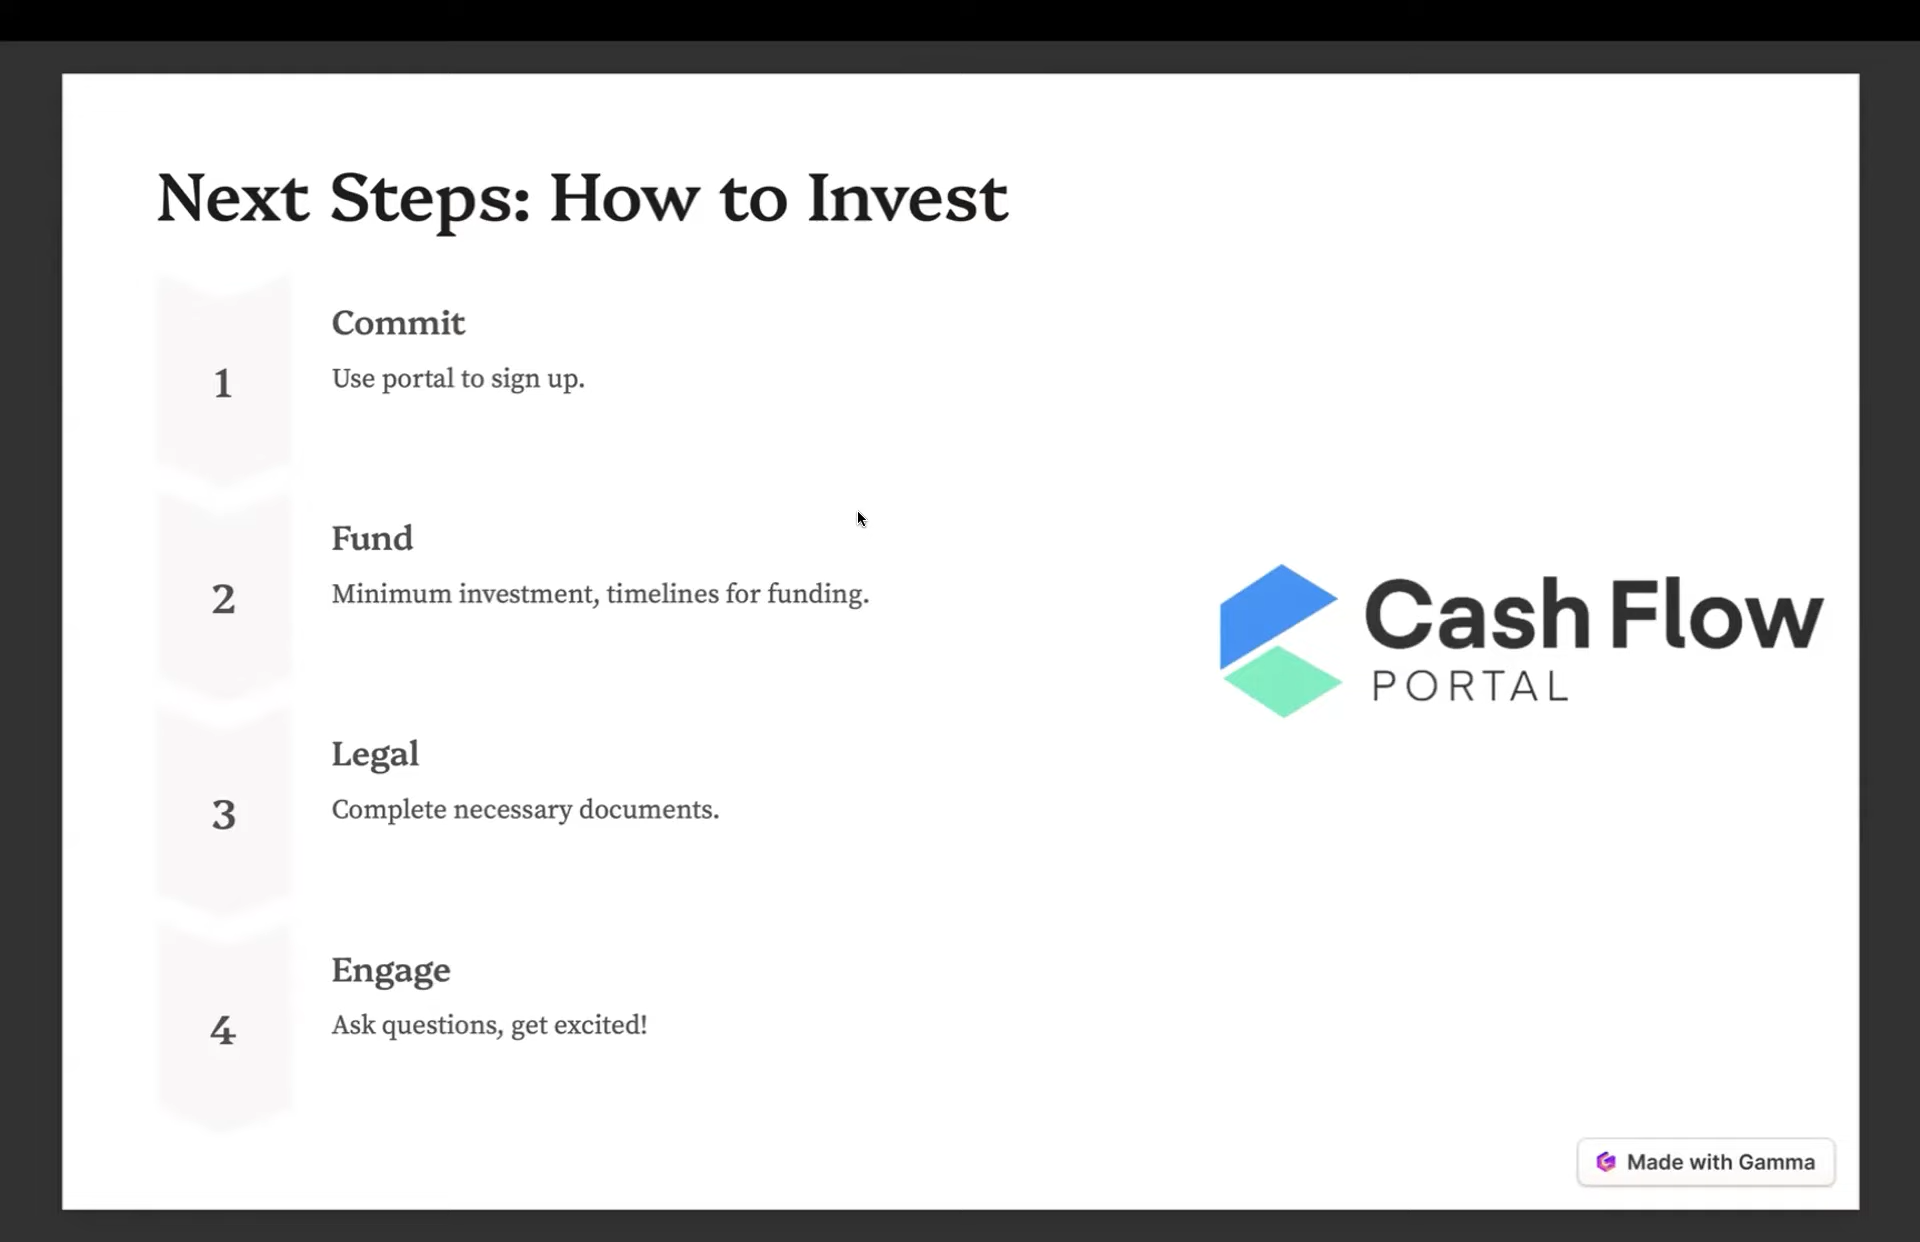 Next Steps: How to Invest
1
Commit
Use portal to sign up.
2
Fund
Minimum investment, timelines for funding.
3
Legal
Complete necessary documents.
4
Engage
Ask questions, get excited!
Cash Flow
PORTAL
Made with Gamma